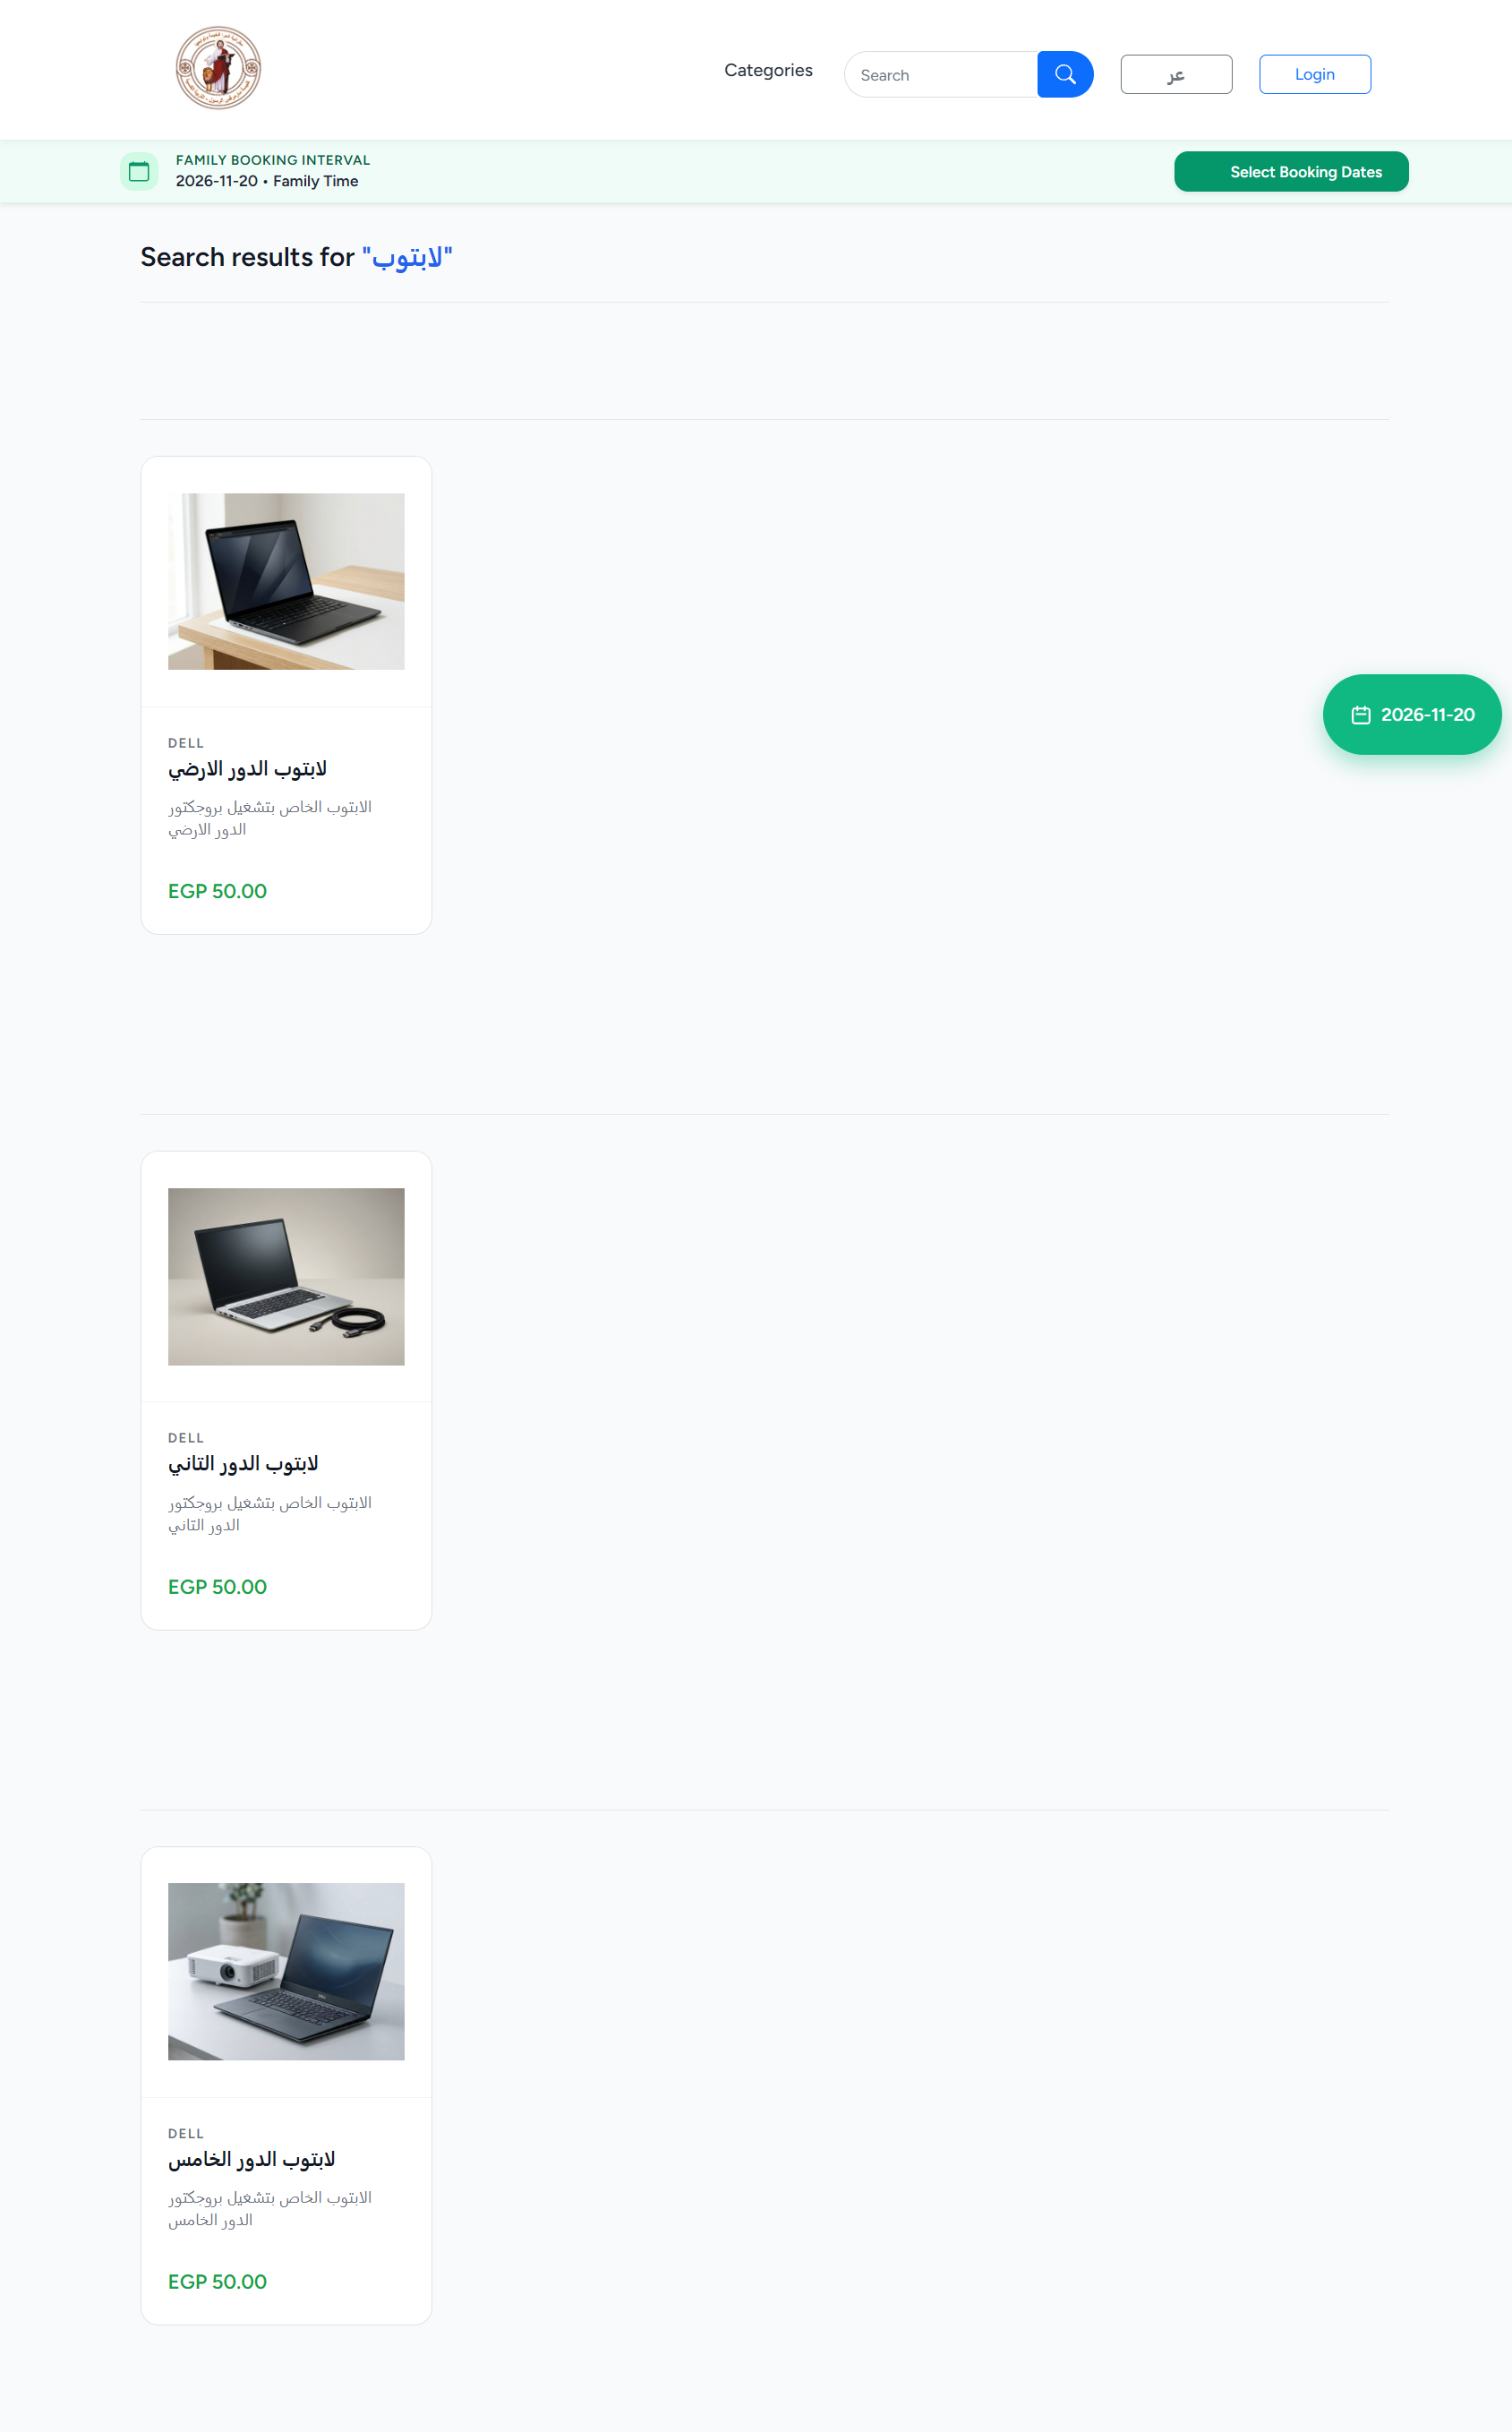 Categories
Search
عر
Login
FAMILY BOOKING INTERVAL
2026-11-20 • Family Time
Select Booking Dates
Search results for "لابتوب"
DELL
لابتوب الدور الارضي
الابتوب الخاص بتشغيل بروجكتور
الدور الارضي
EGP 50.00
2026-11-20
DELL
لابتوب الدور التاني
الابتوب الخاص بتشغيل بروجكتور
الدور التاني
EGP 50.00
DELL
لابتوب الدور الخامس
الابتوب الخاص بتشغيل بروجكتور
الدور الخامس
EGP 50.00